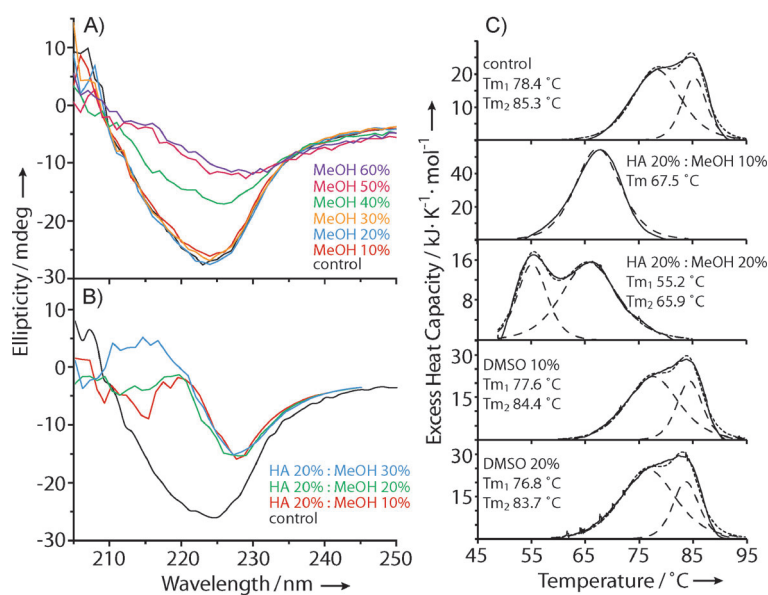 A)
10
0
-10
-20
-30
MeOH 60%
MeOH 50%
MeOH 40%
MeOH 30%
MeOH 20%
MeOH 10%
control
Ellipticity / mdeg
B)
10
0
-10
-20
-30
HA 20% : MeOH 30%
HA 20% : MeOH 20%
HA 20% : MeOH 10%
control
210 220 230 240 250
Wavelength / nm
C)
Excess Heat Capacity / kJ· K⁻¹· mol⁻¹
20
10
control
Tm₁ 78.4 ˚C
Tm₂ 85.3 ˚C
40
20
HA 20% : MeOH 10%
Tm 67.5 ˚C
16
8
HA 20% : MeOH 20%
Tm₁ 55.2 ˚C
Tm₂ 65.9 ˚C
30
15
DMSO 10%
Tm₁ 77.6 ˚C
Tm₂ 84.4 ˚C
30
15
DMSO 20%
Tm₁ 76.8 ˚C
Tm₂ 83.7 ˚C
45 55 65 75 85 95
Temperature / ˚C